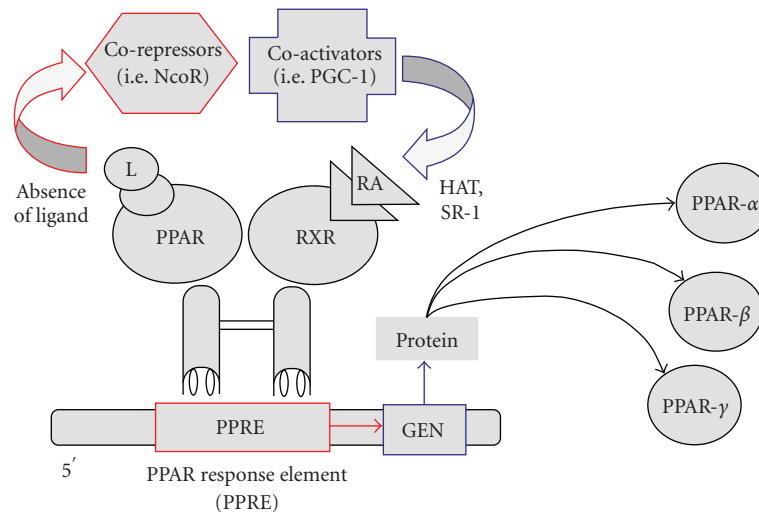 Co-repressors
(i.e. NcoR)
Co-activators
(i.e. PGC-1)
L
Absence
of ligand
PPAR
RXR
RA
HAT,
SR-1
PPAR-α
PPAR-β
PPAR-γ
Protein
PPRE
GEN
5′
PPAR response element
(PPRE)